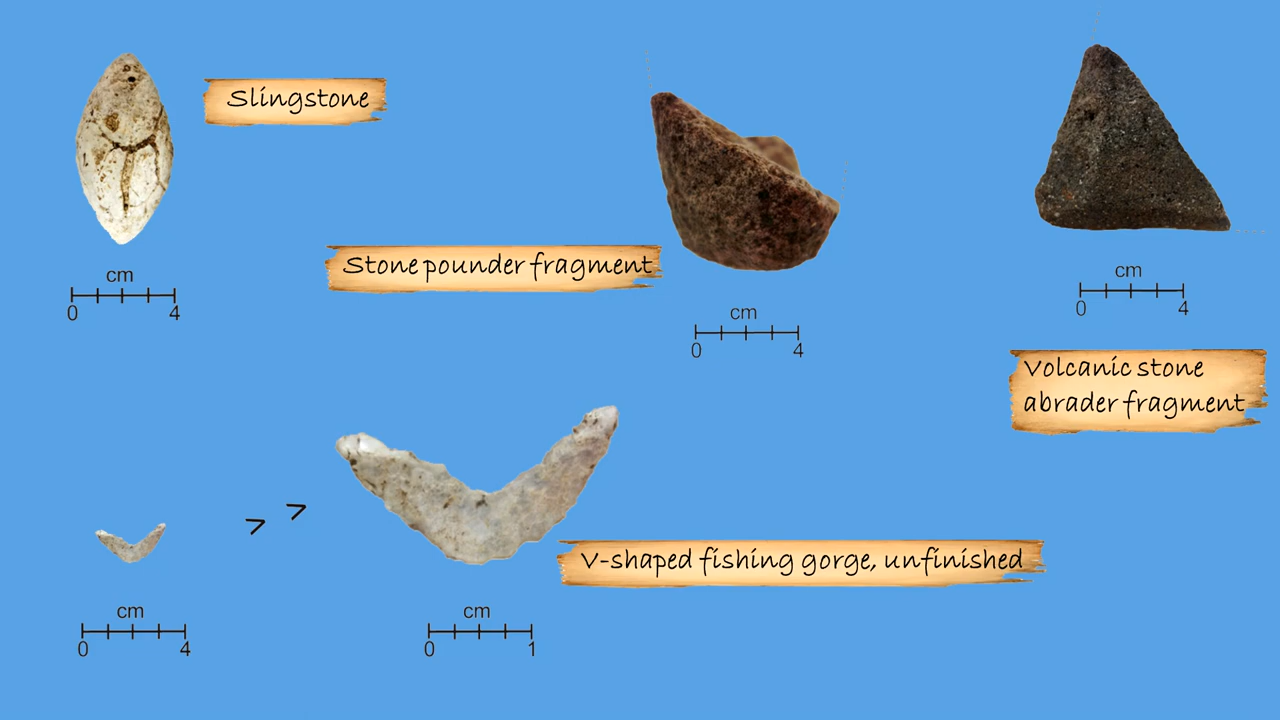 Slingstone
cm
0 4
Stone pounder fragment
cm
0 4
cm
0 4
Volcanic stone
abrader fragment
> >
V-shaped fishing gorge, unfinished
cm
0 4
cm
0 1